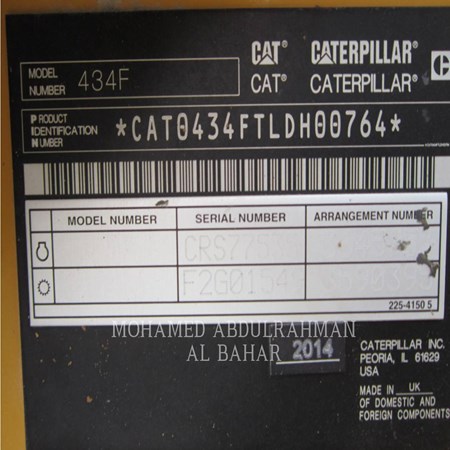 CAT CATERPILLAR C
MODEL NUMBER 434F CAT CATERPILLAR
PRODUCT IDENTIFICATION NUMBER *CAT0434FTLDH00764*
MODEL NUMBER SERIAL NUMBER ARRANGEMENT NUMBER
225-4150 5
MOHAMED ABDULRAHMAN
AL BAHAR
2014
CATERPILLAR INC.
PEORIA, IL 61629
USA
MADE IN UK
OF DOMESTIC AND
FOREIGN COMPONENTS